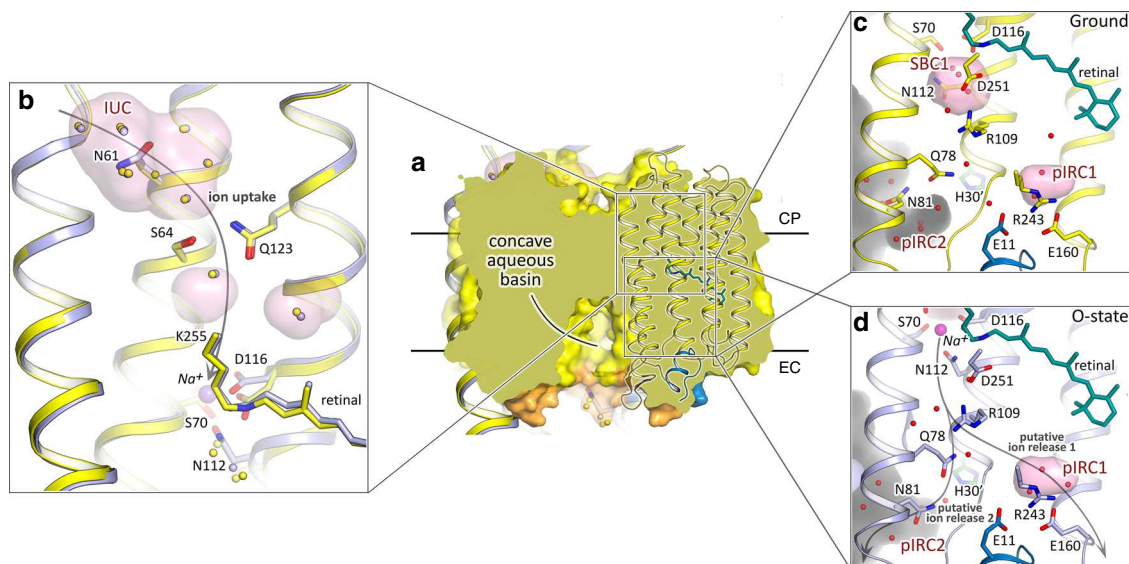 b
IUC
N61
ion uptake
S64
Q123
K255
D116
Na⁺
retinal
S70
N112
a
concave
aqueous
basin
CP
EC
c
Ground
S70
D116
SBC1
retinal
N112
D251
R109
Q78
pIRC1
H30'
N81
R243
pIRC2
E11
E160
d
O-state
S70
D116
Na⁺
retinal
N112
D251
R109
Q78
putative
ion release 1
pIRC1
N81
H30'
putative
ion release 2
R243
pIRC2
E11
E160